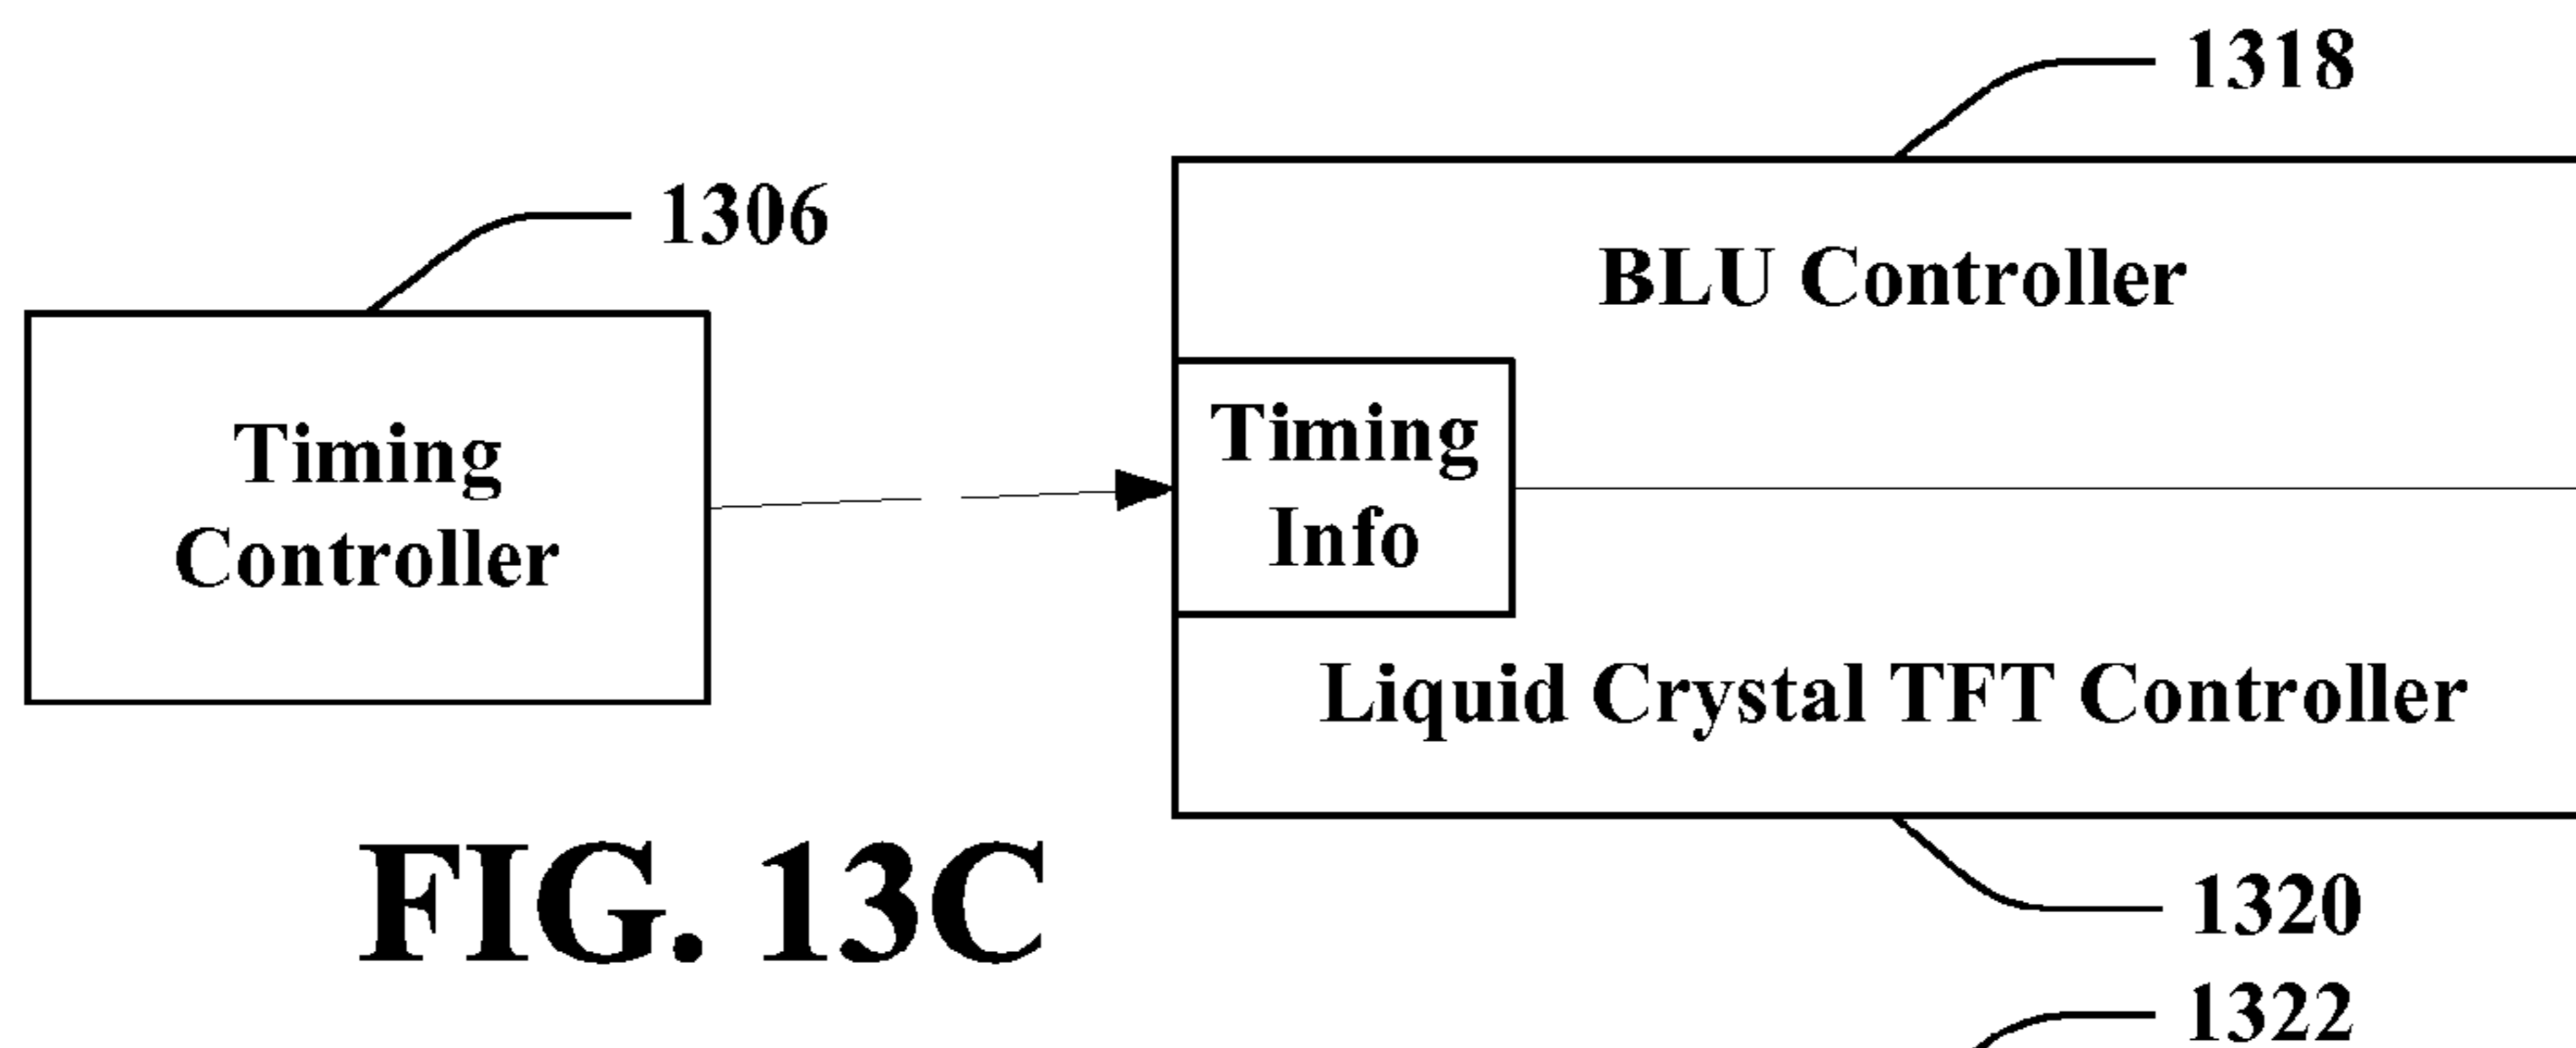 1318
1306
BLU Controller
Timing
Controller
Timing
Info
Liquid Crystal TFT Controller
FIG. 13C
1320
1322